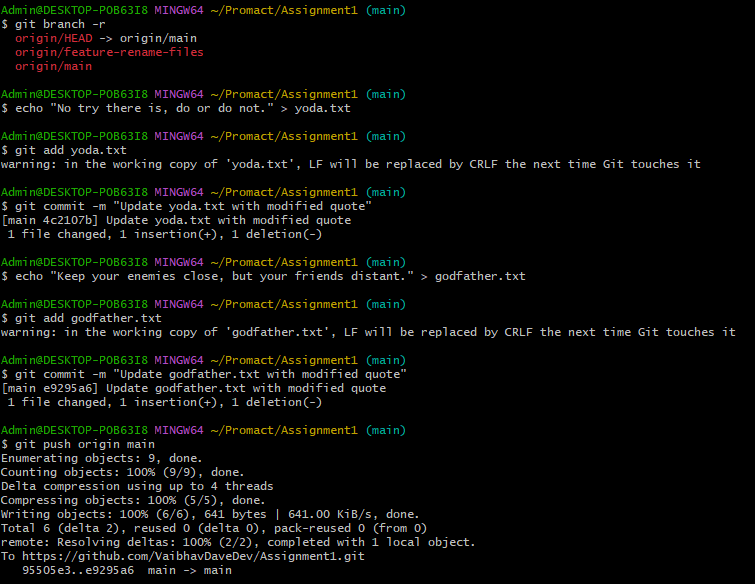 Admin@DESKTOP-POB63I8 MINGW64 ~/Promact/Assignment1 (main)
$ git branch -r
  origin/HEAD -> origin/main
  origin/feature-rename-files
  origin/main

Admin@DESKTOP-POB63I8 MINGW64 ~/Promact/Assignment1 (main)
$ echo "No try there is, do or do not." > yoda.txt

Admin@DESKTOP-POB63I8 MINGW64 ~/Promact/Assignment1 (main)
$ git add yoda.txt
warning: in the working copy of 'yoda.txt', LF will be replaced by CRLF the next time Git touches it

Admin@DESKTOP-POB63I8 MINGW64 ~/Promact/Assignment1 (main)
$ git commit -m "Update yoda.txt with modified quote"
[main 4c2107b] Update yoda.txt with modified quote
 1 file changed, 1 insertion(+), 1 deletion(-)

Admin@DESKTOP-POB63I8 MINGW64 ~/Promact/Assignment1 (main)
$ echo "Keep your enemies close, but your friends distant." > godfather.txt

Admin@DESKTOP-POB63I8 MINGW64 ~/Promact/Assignment1 (main)
$ git add godfather.txt
warning: in the working copy of 'godfather.txt', LF will be replaced by CRLF the next time Git touches it

Admin@DESKTOP-POB63I8 MINGW64 ~/Promact/Assignment1 (main)
$ git commit -m "Update godfather.txt with modified quote"
[main e9295a6] Update godfather.txt with modified quote
 1 file changed, 1 insertion(+), 1 deletion(-)

Admin@DESKTOP-POB63I8 MINGW64 ~/Promact/Assignment1 (main)
$ git push origin main
Enumerating objects: 9, done.
Counting objects: 100% (9/9), done.
Delta compression using up to 4 threads
Compressing objects: 100% (5/5), done.
Writing objects: 100% (6/6), 641 bytes | 641.00 KiB/s, done.
Total 6 (delta 2), reused 0 (delta 0), pack-reused 0 (from 0)
remote: Resolving deltas: 100% (2/2), completed with 1 local object.
To https://github.com/VaibhavDaveDev/Assignment1.git
   95505e3..e9295a6  main -> main